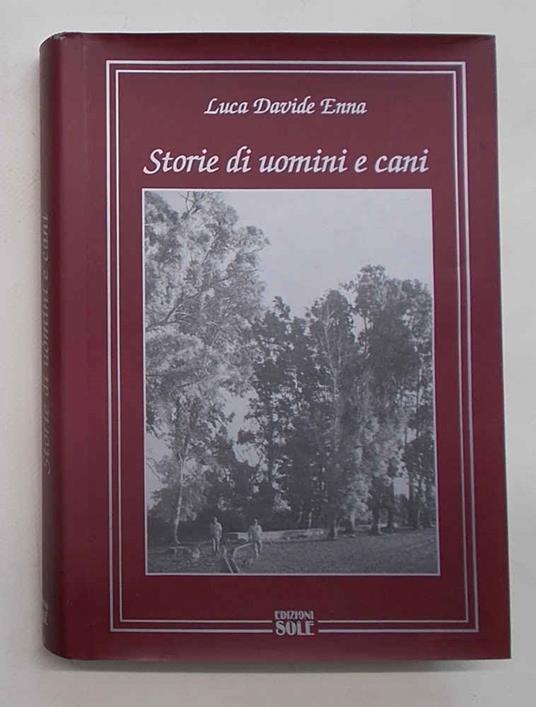 Luca Davide Enna
Storie di uomini e cani
EDIZIONI
SOLE
Storie di uomini e cani